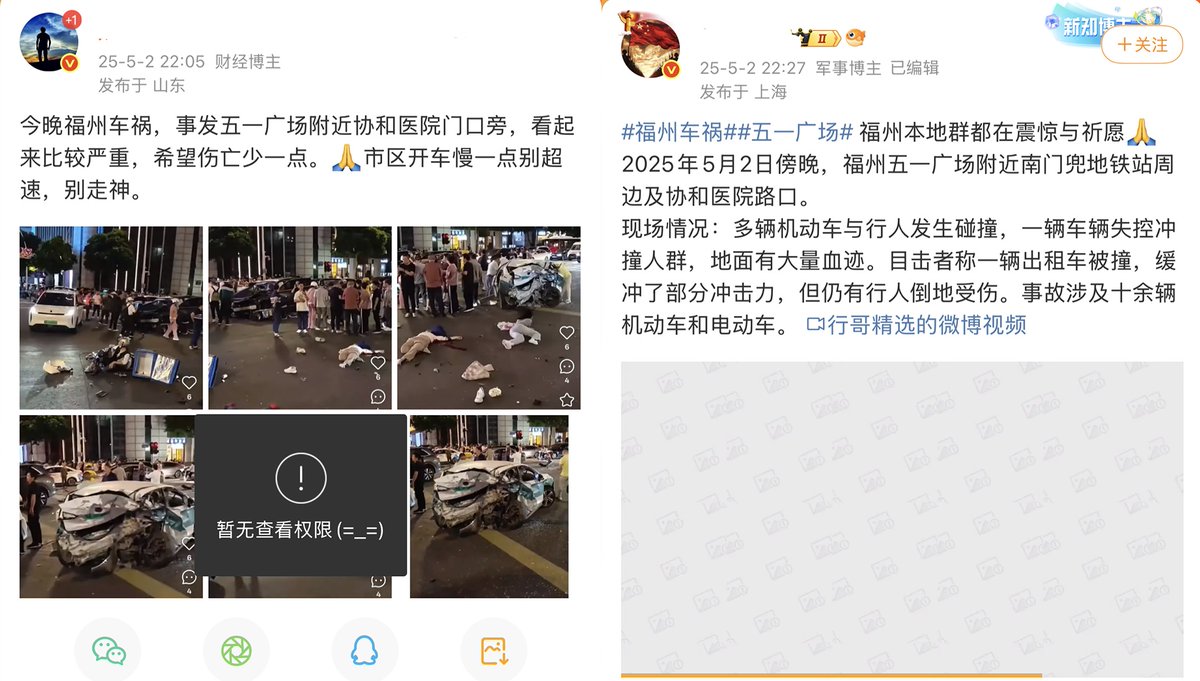 +1
25-5-2 22:05 财经博主
发布于 山东
今晚福州车祸，事发五一广场附近协和医院门口旁，看起
来比较严重，希望伤亡少一点。🙏市区开车慢一点别超
速，别走神。
6
6
4
6
4
6
4
暂无查看权限(=_=)
4
II
新知博主
+关注
25-5-2 22:27 军事博主 已编辑
发布于 上海
#福州车祸##五一广场# 福州本地群都在震惊与祈愿🙏
2025年5月2日傍晚，福州五一广场附近南门兜地铁站周
边及协和医院路口。
现场情况：多辆机动车与行人发生碰撞，一辆车辆失控冲
撞人群，地面有大量血迹。目击者称一辆出租车被撞，缓
冲了部分冲击力，但仍有行人倒地受伤。事故涉及十余辆
机动车和电动车。 行哥精选的微博视频